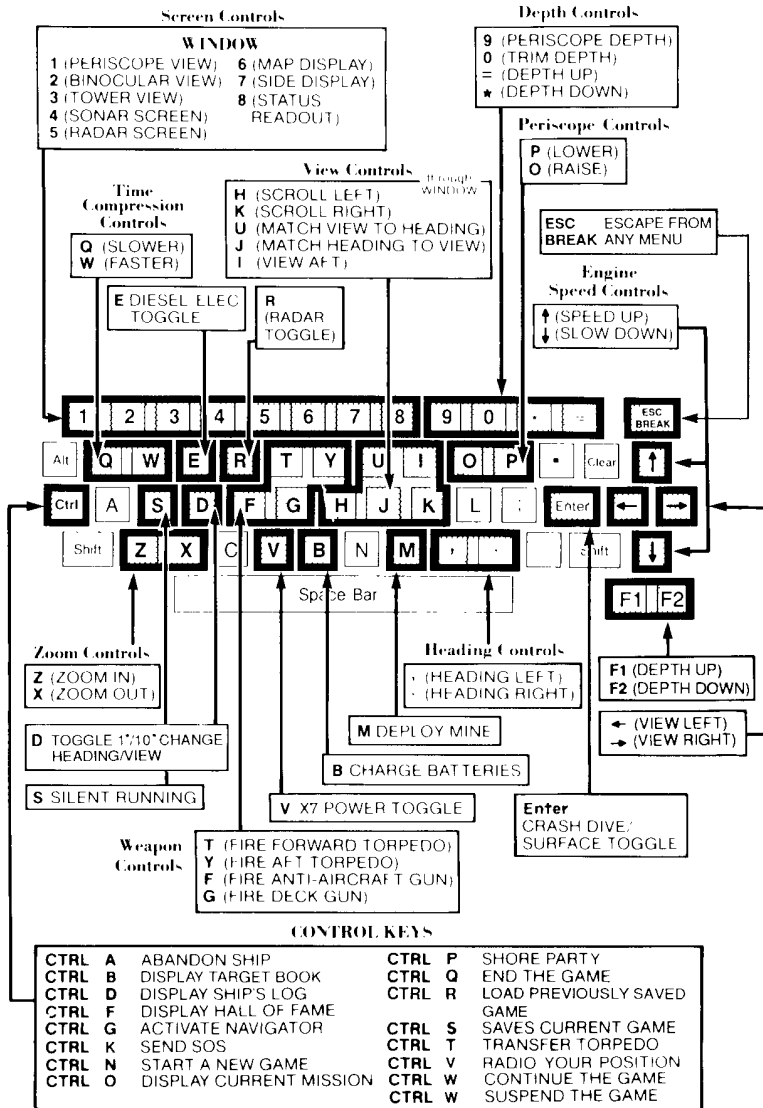 Screen Controls
WINDOW
1 (PERISCOPE VIEW)
2 (BINOCULAR VIEW)
3 (TOWER VIEW)
4 (SONAR SCREEN)
5 (RADAR SCREEN)
6 (MAP DISPLAY)
7 (SIDE DISPLAY)
8 (STATUS
READOUT)
Depth Controls
9 (PERISCOPE DEPTH)
0 (TRIM DEPTH)
= (DEPTH UP)
* (DEPTH DOWN)
Periscope Controls
P (LOWER)
O (RAISE)
View Controls
through
WINDOW
H (SCROLL LEFT)
K (SCROLL RIGHT)
U (MATCH VIEW TO HEADING)
J (MATCH HEADING TO VIEW)
I (VIEW AFT)
Time
Compression
Controls
Q (SLOWER)
W (FASTER)
ESC ESCAPE FROM
BREAK ANY MENU
Engine
Speed Controls
↑ (SPEED UP)
↓ (SLOW DOWN)
E DIESEL ELEC
TOGGLE
R
(RADAR
TOGGLE)
1 2 3 4 5 6 7 8 9 0
ESC
BREAK
Alt Q W E R T Y U I O P Clear ↑
Ctrl A S D F G H J K L ; Enter ← →
Shift Z X C V B N M , . Shift ↓
Space Bar
F1 F2
Zoom Controls
Z (ZOOM IN)
X (ZOOM OUT)
Heading Controls
, (HEADING LEFT)
. (HEADING RIGHT)
F1 (DEPTH UP)
F2 (DEPTH DOWN)
← (VIEW LEFT)
→ (VIEW RIGHT)
D TOGGLE 1°/10° CHANGE
HEADING/VIEW
M DEPLOY MINE
B CHARGE BATTERIES
S SILENT RUNNING
V X7 POWER TOGGLE
Enter
CRASH DIVE/
SURFACE TOGGLE
Weapon
Controls
T (FIRE FORWARD TORPEDO)
Y (FIRE AFT TORPEDO)
F (FIRE ANTI-AIRCRAFT GUN)
G (FIRE DECK GUN)
CONTROL KEYS
CTRL A ABANDON SHIP
CTRL B DISPLAY TARGET BOOK
CTRL D DISPLAY SHIP'S LOG
CTRL F DISPLAY HALL OF FAME
CTRL G ACTIVATE NAVIGATOR
CTRL K SEND SOS
CTRL N START A NEW GAME
CTRL O DISPLAY CURRENT MISSION
CTRL P SHORE PARTY
CTRL Q END THE GAME
CTRL R LOAD PREVIOUSLY SAVED
GAME
CTRL S SAVES CURRENT GAME
CTRL T TRANSFER TORPEDO
CTRL V RADIO YOUR POSITION
CTRL W CONTINUE THE GAME
CTRL W SUSPEND THE GAME